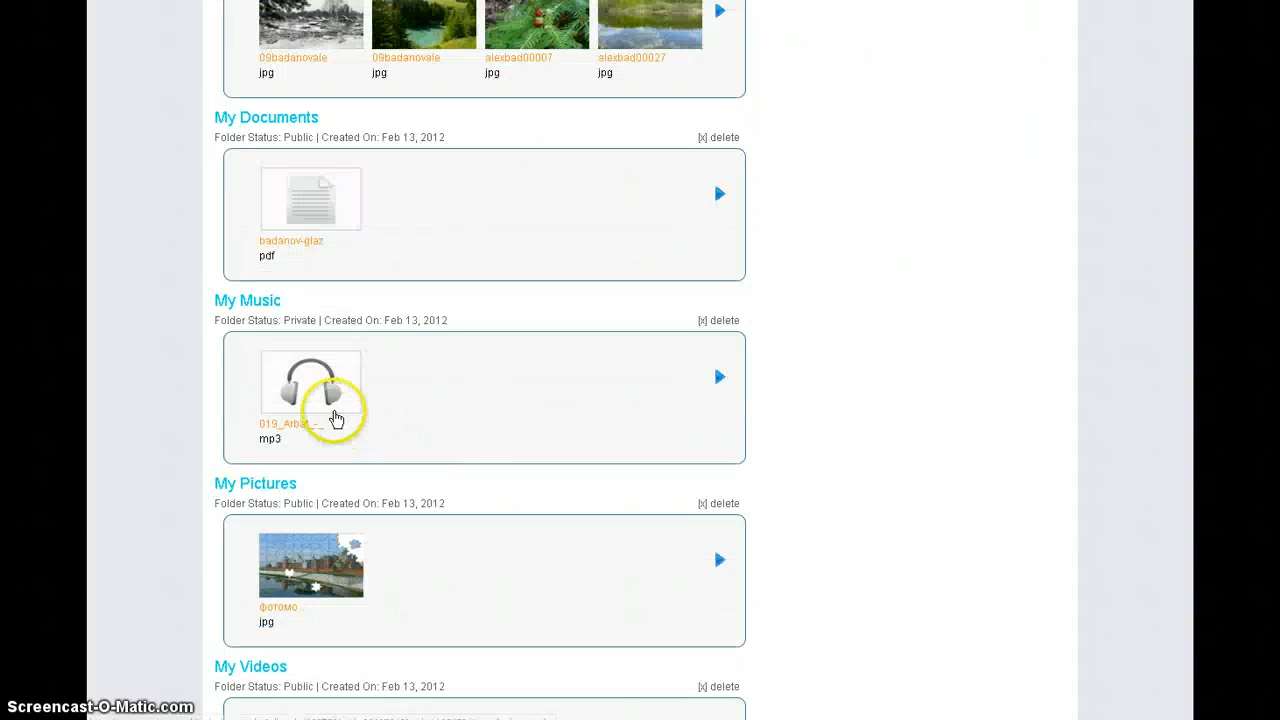 09badanovale 09badanovale alexbad00007 alexbad00027
jpg jpg jpg jpg
My Documents
Folder Status: Public | Created On: Feb 13, 2012 [x] delete
badanov-glaz
pdf
My Music
Folder Status: Private | Created On: Feb 13, 2012 [x] delete
019_Arbat_-_
mp3
My Pictures
Folder Status: Public | Created On: Feb 13, 2012 [x] delete
фотомо
jpg
My Videos
Folder Status: Public | Created On: Feb 13, 2012 [x] delete
Screencast-O-Matic.com